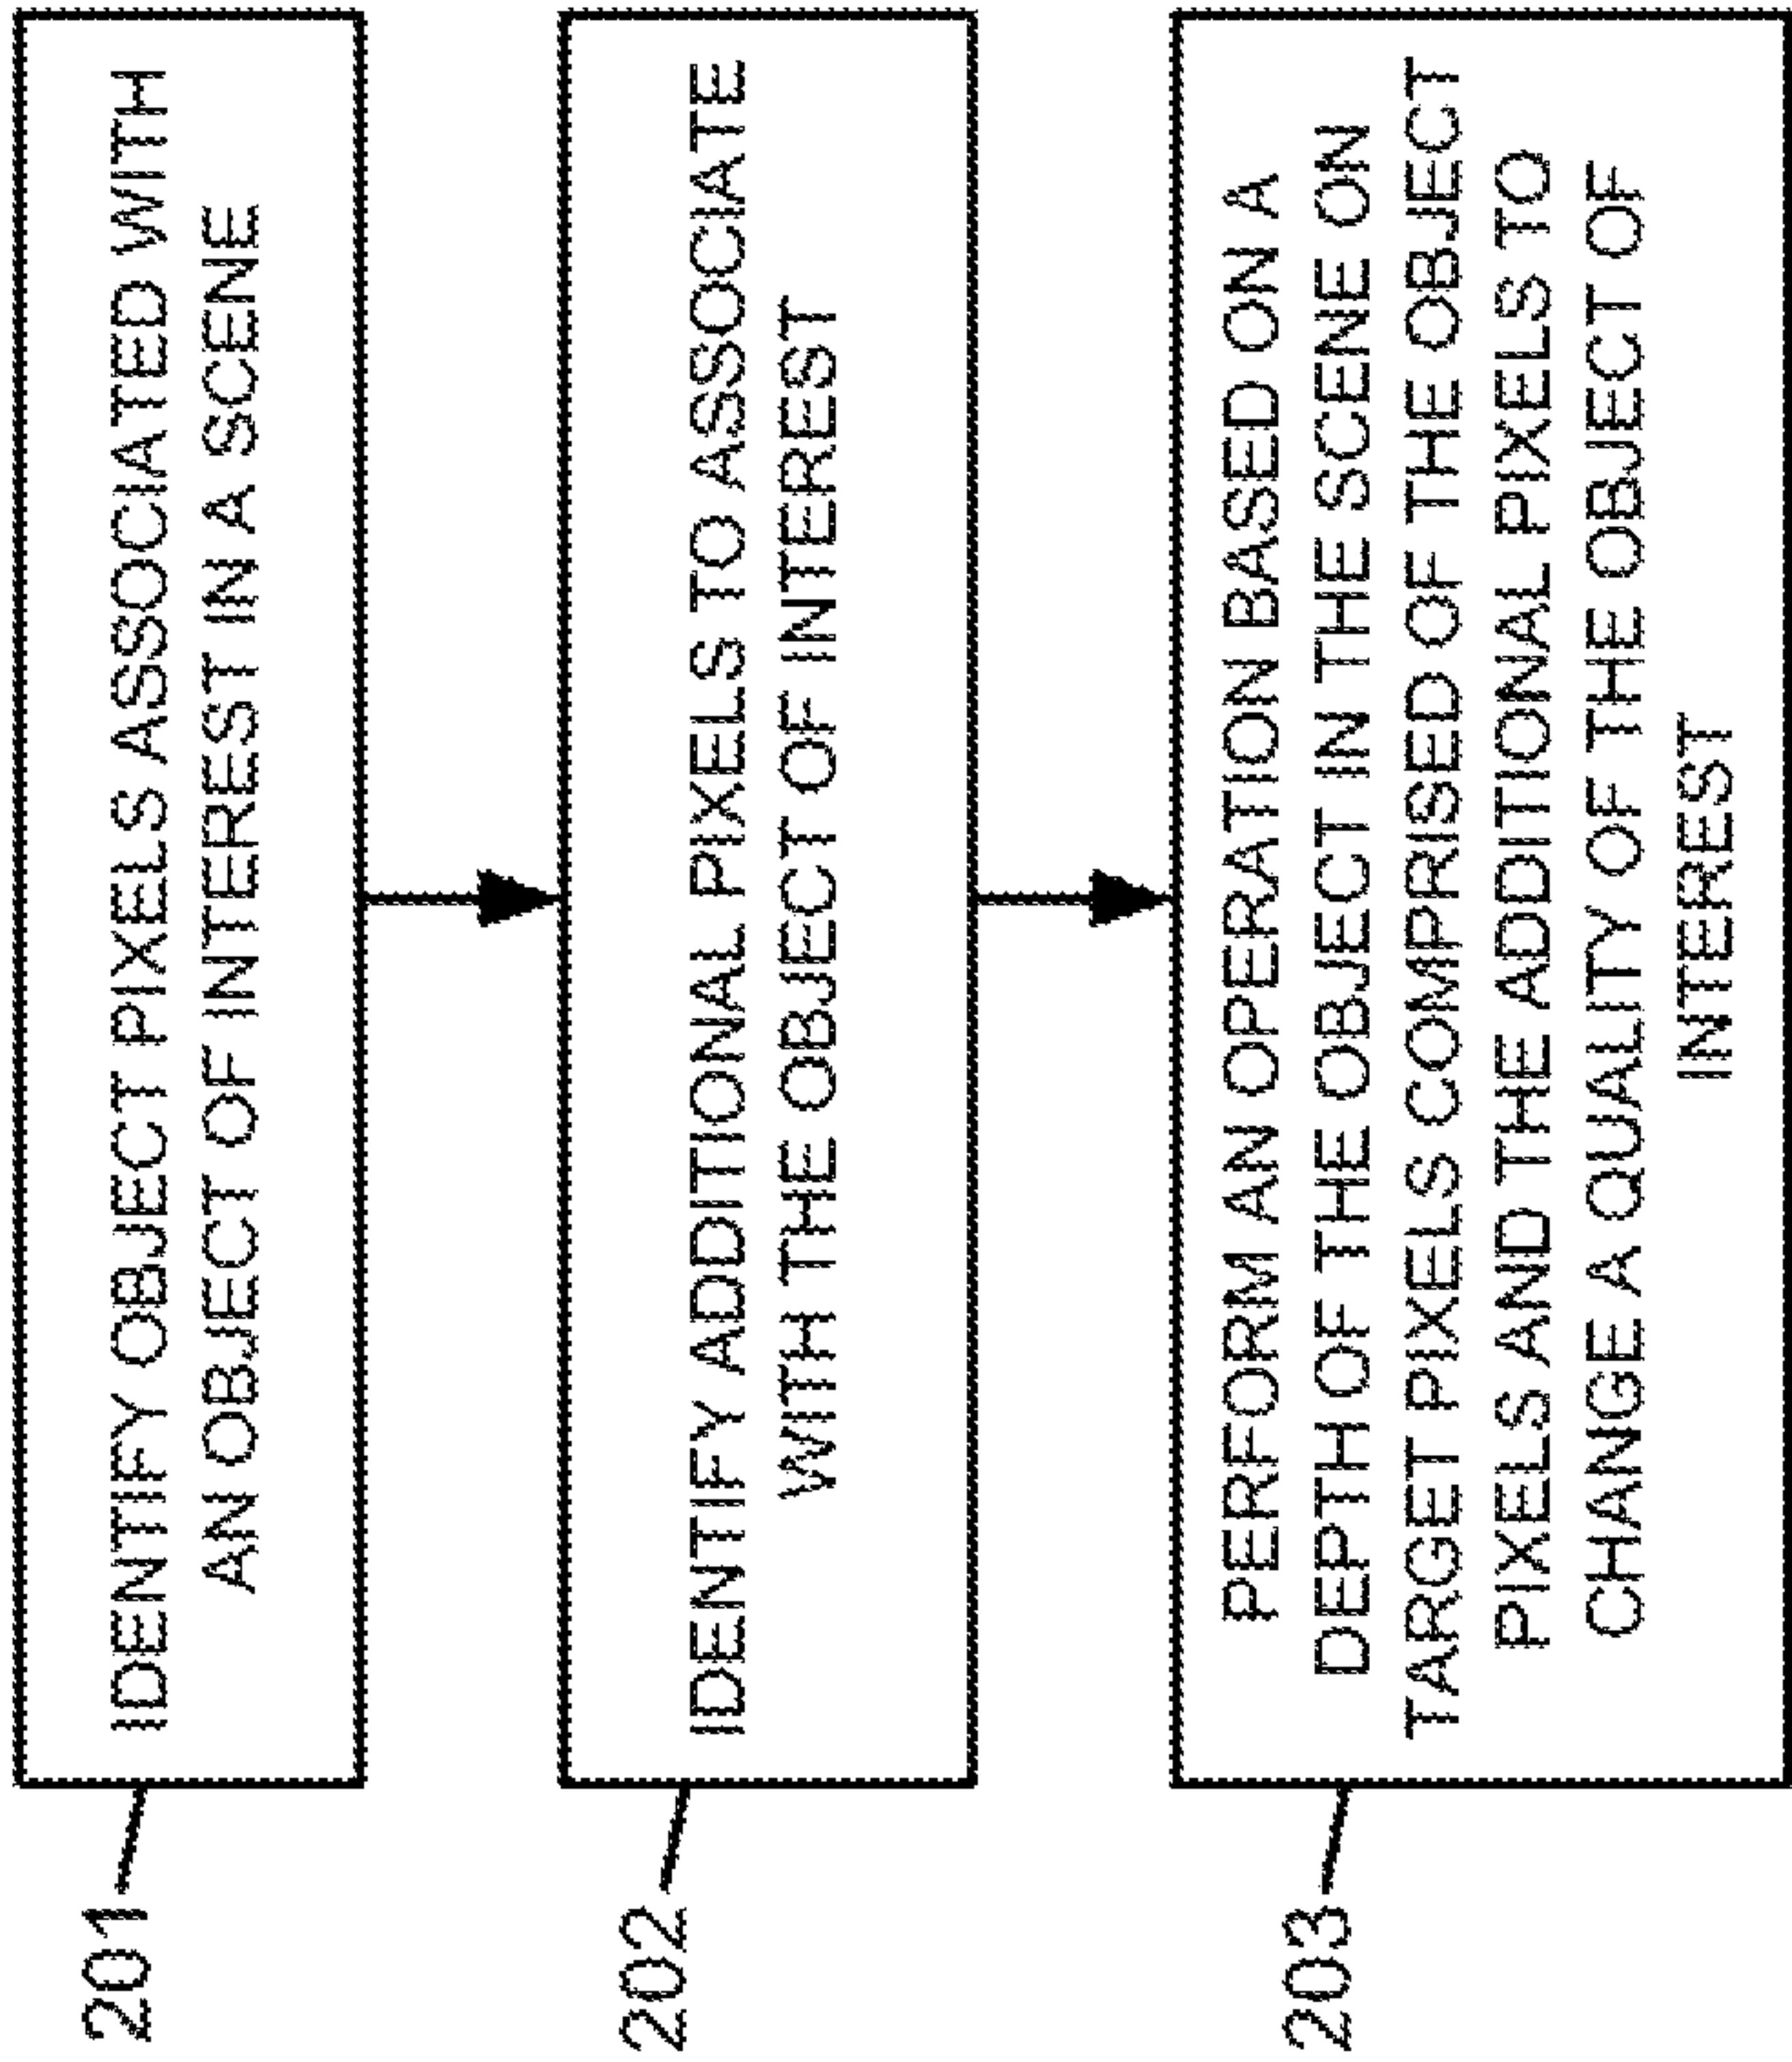 201
IDENTIFY OBJECT PIXELS ASSOCIATED WITH
AN OBJECT OF INTEREST IN A SCENE
202
IDENTIFY ADDITIONAL PIXELS TO ASSOCIATE
WITH THE OBJECT OF INTEREST
203
PERFORM AN OPERATION BASED ON A
DEPTH OF THE OBJECT IN THE SCENE ON
TARGET PIXELS COMPRISED OF THE OBJECT
PIXELS AND THE ADDITIONAL PIXELS TO
CHANGE A QUALITY OF THE OBJECT OF
INTEREST